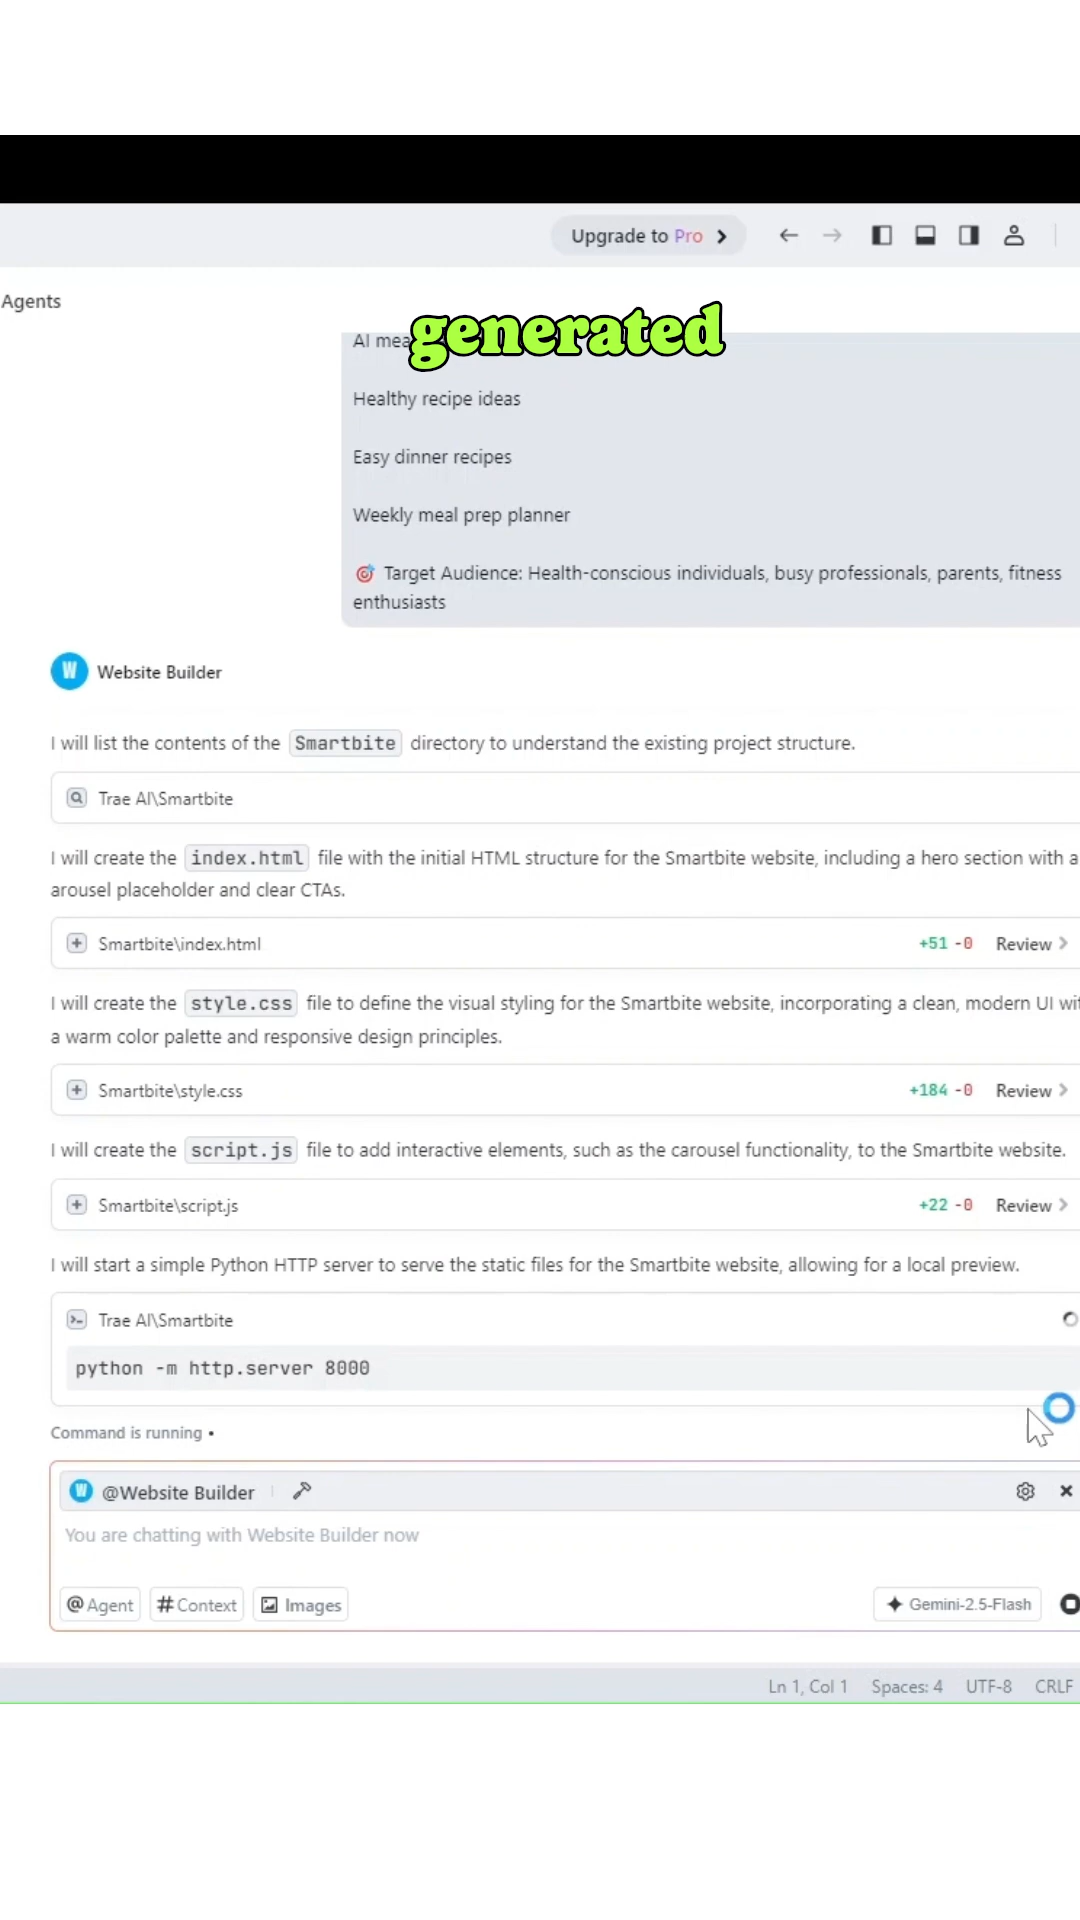 Upgrade to Pro
Agents
AI mea
generated
Healthy recipe ideas
Easy dinner recipes
Weekly meal prep planner
Target Audience: Health-conscious individuals, busy professionals, parents, fitness
enthusiasts
W Website Builder
I will list the contents of the Smartbite directory to understand the existing project structure.
Trae AI\Smartbite
I will create the index.html file with the initial HTML structure for the Smartbite website, including a hero section with a
arousel placeholder and clear CTAs.
Smartbite\index.html +51 -0 Review
I will create the style.css file to define the visual styling for the Smartbite website, incorporating a clean, modern UI wit
a warm color palette and responsive design principles.
Smartbite\style.css +184 -0 Review
I will create the script.js file to add interactive elements, such as the carousel functionality, to the Smartbite website.
Smartbite\script.js +22 -0 Review
I will start a simple Python HTTP server to serve the static files for the Smartbite website, allowing for a local preview.
Trae AI\Smartbite
python -m http.server 8000
Command is running •
W @Website Builder
You are chatting with Website Builder now
@Agent #Context Images Gemini-2.5-Flash
Ln 1, Col 1 Spaces: 4 UTF-8 CRLF